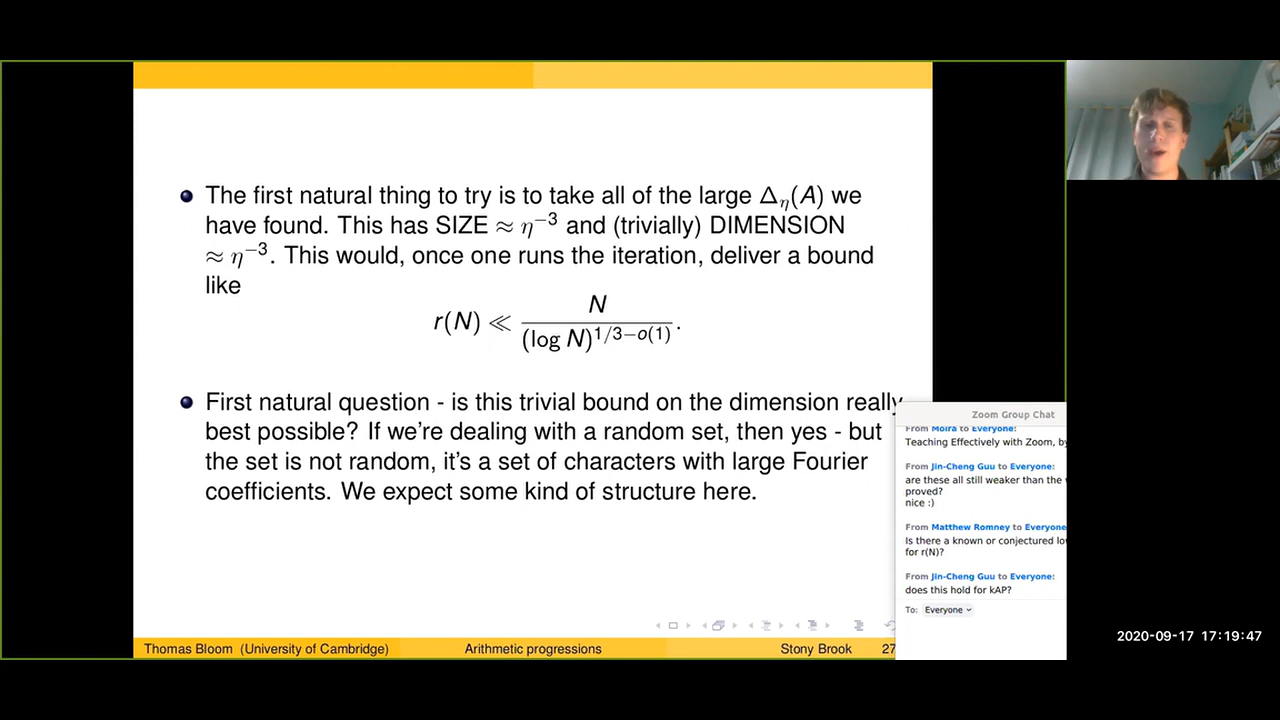 The first natural thing to try is to take all of the large Δη(A) we
have found. This has SIZE ≈ η⁻³ and (trivially) DIMENSION
≈ η⁻³. This would, once one runs the iteration, deliver a bound
like
r(N) ≪ N / (log N)^{1/3−o(1)}.
First natural question - is this trivial bound on the dimension really
best possible? If we're dealing with a random set, then yes - but
the set is not random, it's a set of characters with large Fourier
coefficients. We expect some kind of structure here.
Thomas Bloom (University of Cambridge) Arithmetic progressions Stony Brook 27
Zoom Group Chat
From Moira to Everyone:
Teaching Effectively with Zoom, by
From Jin-Cheng Guu to Everyone:
are these all still weaker than the
proved?
nice :)
From Matthew Romney to Everyone
Is there a known or conjectured
for r(N)?
From Jin-Cheng Guu to Everyone:
does this hold for kAP?
To: Everyone
2020-09-17 17:19:47